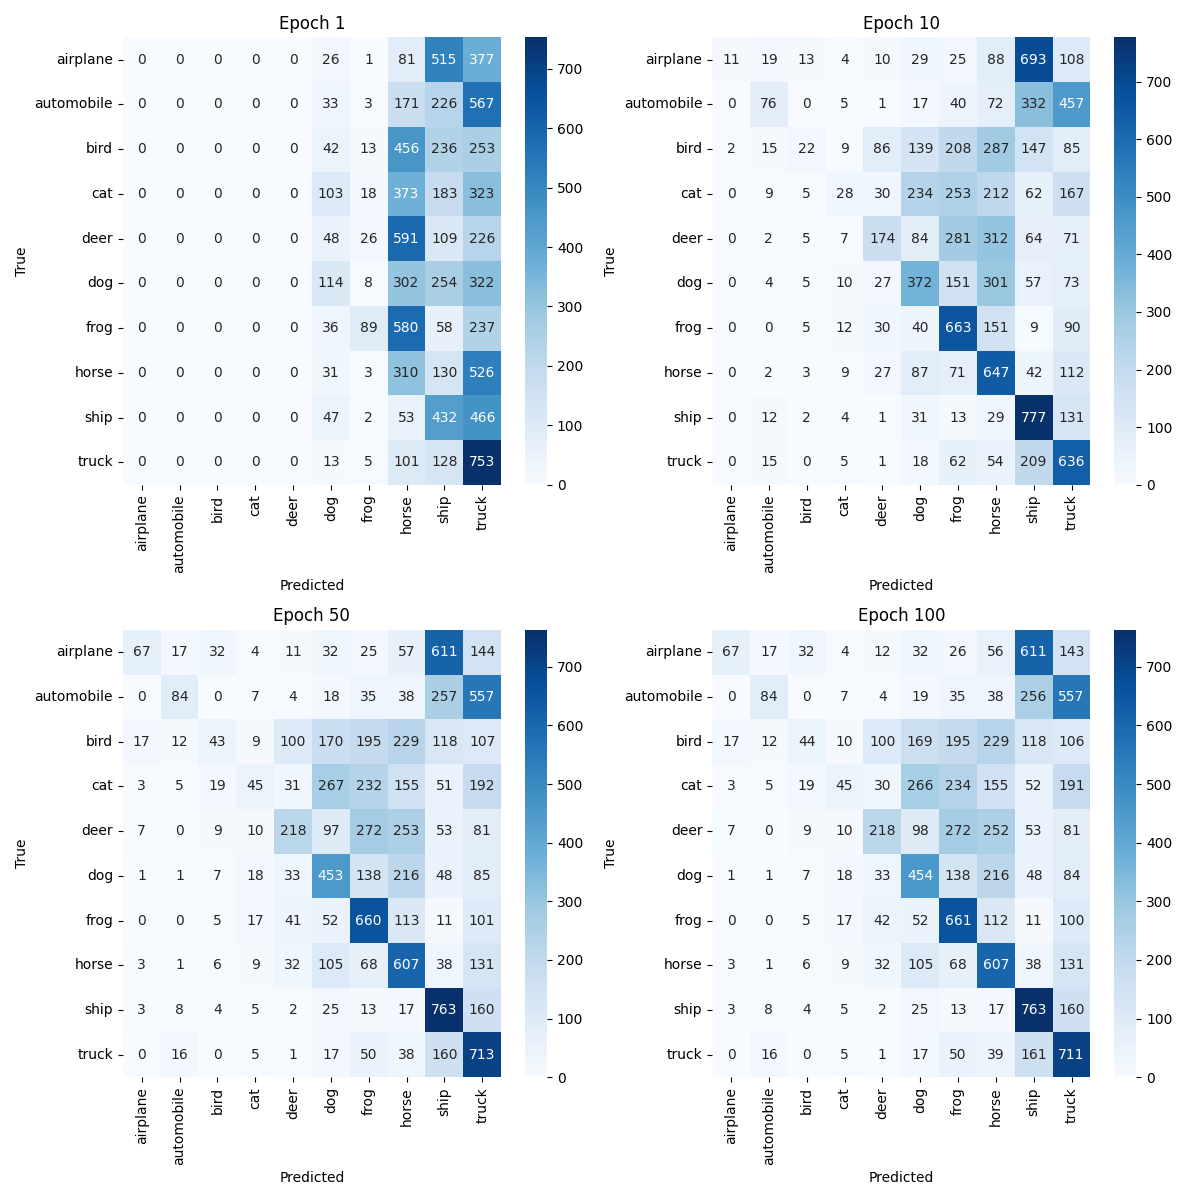 Epoch 1
airplane 0 0 0 0 0 26 1 81 515 377
automobile 0 0 0 0 0 33 3 171 226 567
bird 0 0 0 0 0 42 13 456 236 253
cat 0 0 0 0 0 103 18 373 183 323
deer 0 0 0 0 0 48 26 591 109 226
dog 0 0 0 0 0 114 8 302 254 322
frog 0 0 0 0 0 36 89 580 58 237
horse 0 0 0 0 0 31 3 310 130 526
ship 0 0 0 0 0 47 2 53 432 466
truck 0 0 0 0 0 13 5 101 128 753
airplane automobile bird cat deer dog frog horse ship truck
True
Predicted
700
600
500
400
300
200
100
0
Epoch 10
airplane 11 19 13 4 10 29 25 88 693 108
automobile 0 76 0 5 1 17 40 72 332 457
bird 2 15 22 9 86 139 208 287 147 85
cat 0 9 5 28 30 234 253 212 62 167
deer 0 2 5 7 174 84 281 312 64 71
dog 0 4 5 10 27 372 151 301 57 73
frog 0 0 5 12 30 40 663 151 9 90
horse 0 2 3 9 27 87 71 647 42 112
ship 0 12 2 4 1 31 13 29 777 131
truck 0 15 0 5 1 18 62 54 209 636
airplane automobile bird cat deer dog frog horse ship truck
True
Predicted
700
600
500
400
300
200
100
0
Epoch 50
airplane 67 17 32 4 11 32 25 57 611 144
automobile 0 84 0 7 4 18 35 38 257 557
bird 17 12 43 9 100 170 195 229 118 107
cat 3 5 19 45 31 267 232 155 51 192
deer 7 0 9 10 218 97 272 253 53 81
dog 1 1 7 18 33 453 138 216 48 85
frog 0 0 5 17 41 52 660 113 11 101
horse 3 1 6 9 32 105 68 607 38 131
ship 3 8 4 5 2 25 13 17 763 160
truck 0 16 0 5 1 17 50 38 160 713
airplane automobile bird cat deer dog frog horse ship truck
True
Predicted
700
600
500
400
300
200
100
0
Epoch 100
airplane 67 17 32 4 12 32 26 56 611 143
automobile 0 84 0 7 4 19 35 38 256 557
bird 17 12 44 10 100 169 195 229 118 106
cat 3 5 19 45 30 266 234 155 52 191
deer 7 0 9 10 218 98 272 252 53 81
dog 1 1 7 18 33 454 138 216 48 84
frog 0 0 5 17 42 52 661 112 11 100
horse 3 1 6 9 32 105 68 607 38 131
ship 3 8 4 5 2 25 13 17 763 160
truck 0 16 0 5 1 17 50 39 161 711
airplane automobile bird cat deer dog frog horse ship truck
True
Predicted
700
600
500
400
300
200
100
0